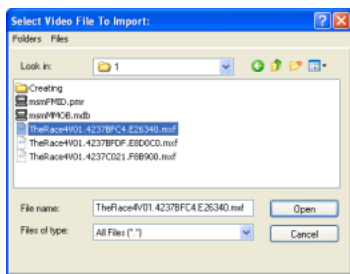 Select Video File To Import:
Folders Files
Look in: 1
Creating
msmFMID.pmr
msmMMOB.mdb
TheRace4V01.4237BFC4.E26340.mxf
TheRace4V01.4237BFDF.E8D0C0.mxf
TheRace4V01.4237C021.F8B900.mxf
File name: TheRace4V01.4237BFC4.E26340.mxf Open
Files of type: All Files (*.*) Cancel